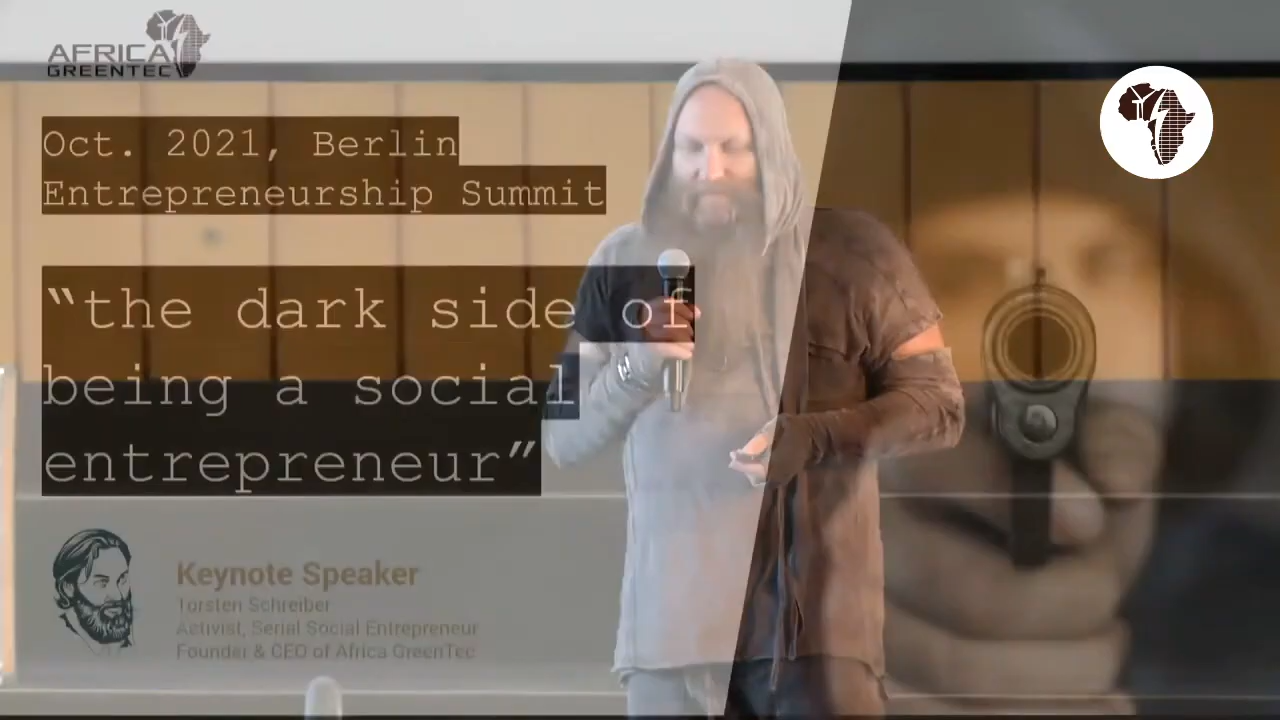 AFRICA
GREENTEC
Oct. 2021, Berlin
Entrepreneurship Summit
“the dark side of
being a social
entrepreneur”
Keynote Speaker
Torsten Schreiber
Activist, Serial Social Entrepreneur
Founder & CEO of Africa GreenTec